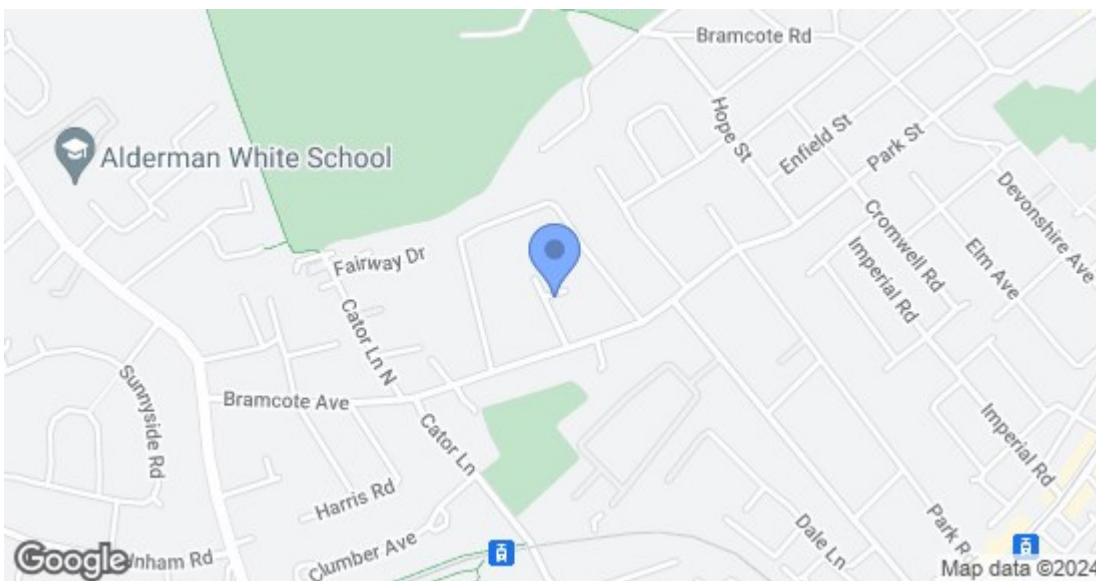 Bramcote Rd
Hope St
Enfield St
Park St
Alderman White School
Devonshire Ave
Cromwell Rd
Elm Ave
Imperial Rd
Fairway Dr
Cator Ln N
Sunnyside Rd
Bramcote Ave
Cator Ln
Imperial Rd
Harris Rd
Park Rd
Dale Ln
Clumber Ave
Google
Map data ©2024